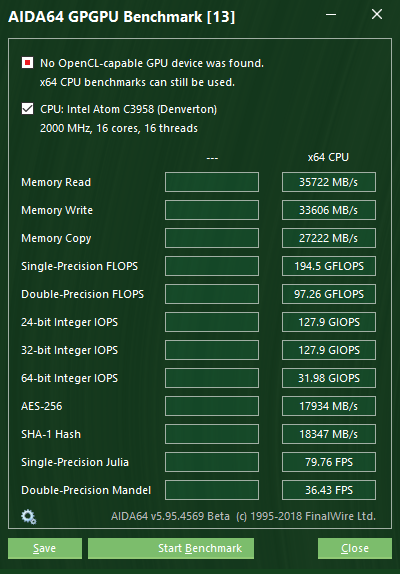 AIDA64 GPGPU Benchmark [13]
No OpenCL-capable GPU device was found.
x64 CPU benchmarks can still be used.
CPU: Intel Atom C3958 (Denverton)
2000 MHz, 16 cores, 16 threads
--- x64 CPU
Memory Read 35722 MB/s
Memory Write 33606 MB/s
Memory Copy 27222 MB/s
Single-Precision FLOPS 194.5 GFLOPS
Double-Precision FLOPS 97.26 GFLOPS
24-bit Integer IOPS 127.9 GIOPS
32-bit Integer IOPS 127.9 GIOPS
64-bit Integer IOPS 31.98 GIOPS
AES-256 17934 MB/s
SHA-1 Hash 18347 MB/s
Single-Precision Julia 79.76 FPS
Double-Precision Mandel 36.43 FPS
AIDA64 v5.95.4569 Beta (c) 1995-2018 FinalWire Ltd.
Save Start Benchmark Close